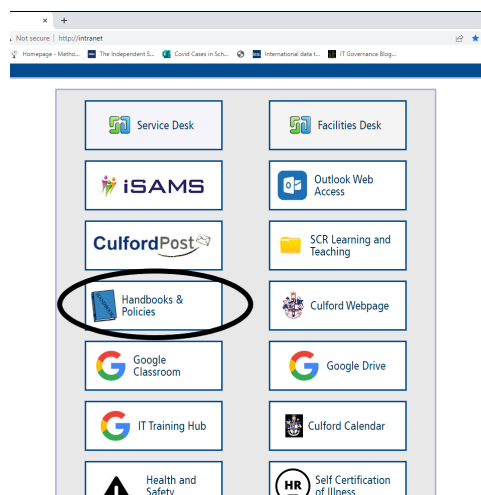 × +
Not secure | http://intranet
Homepage - Metho... The Independent S... Covid Cases in Sch... International data t... IT Governance Blog...
Service Desk
Facilities Desk
iSAMS
Outlook Web
Access
CulfordPost
SCR Learning and
Teaching
Handbooks &
Policies
Culford Webpage
Google
Classroom
Google Drive
IT Training Hub
Culford Calendar
Health and
Safety
HR
Self Certification
of Illness